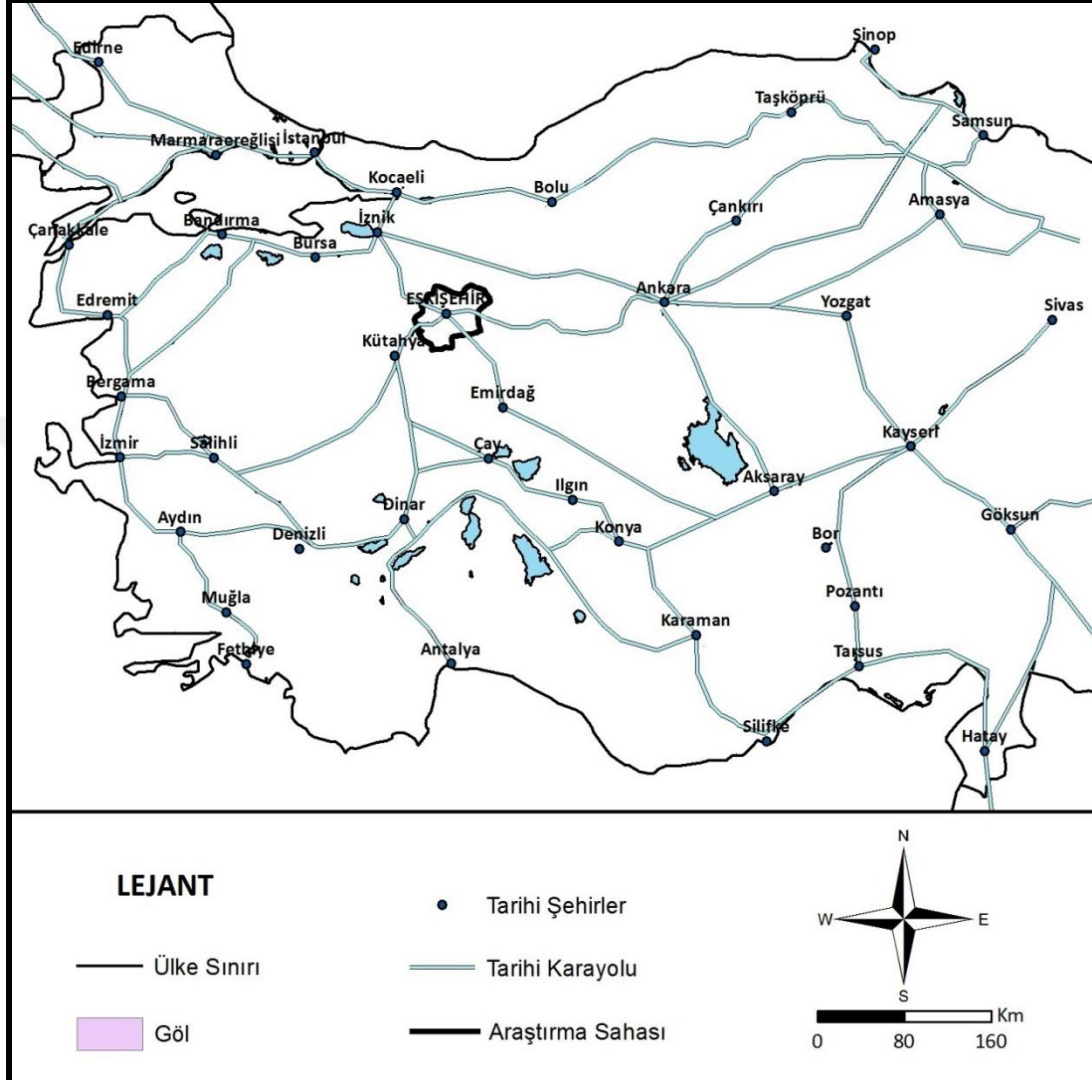 Sinop
Edirne
Taşköprü
Samsun
Marmaraereğlisi
İstanbul
Kocaeli
Bolu
Çankırı
Amasya
İznik
Bandırma
Çanakkale
Bursa
Ankara
Edremit
ESKİŞEHİR
Yozgat
Sivas
Kütahya
Bergama
Emirdağ
Kayseri
İzmir
Salihli
Çay
Aksaray
Ilgın
Dinar
Göksun
Aydın
Konya
Denizli
Bor
Pozantı
Muğla
Karaman
Fethiye
Antalya
Tarsus
Silifke
Hatay
LEJANT
Tarihi Şehirler
Ülke Sınırı
Tarihi Karayolu
Göl
Araştırma Sahası
N
W
E
S
Km
0 80 160